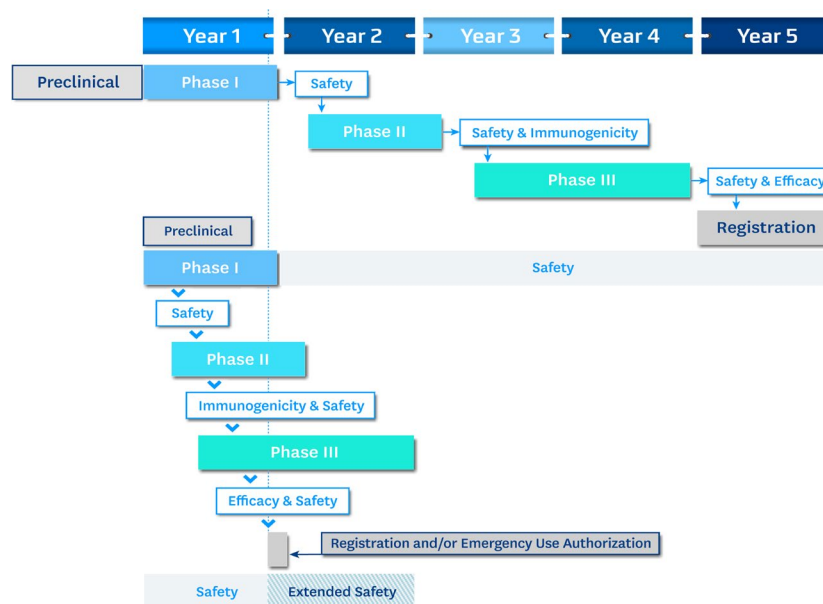 Year 1
Year 2
Year 3
Year 4
Year 5
Preclinical
Phase I
Safety
Phase II
Safety & Immunogenicity
Phase III
Safety & Efficacy
Registration
Preclinical
Phase I
Safety
Safety
Phase II
Immunogenicity & Safety
Phase III
Efficacy & Safety
Registration and/or Emergency Use Authorization
Safety
Extended Safety